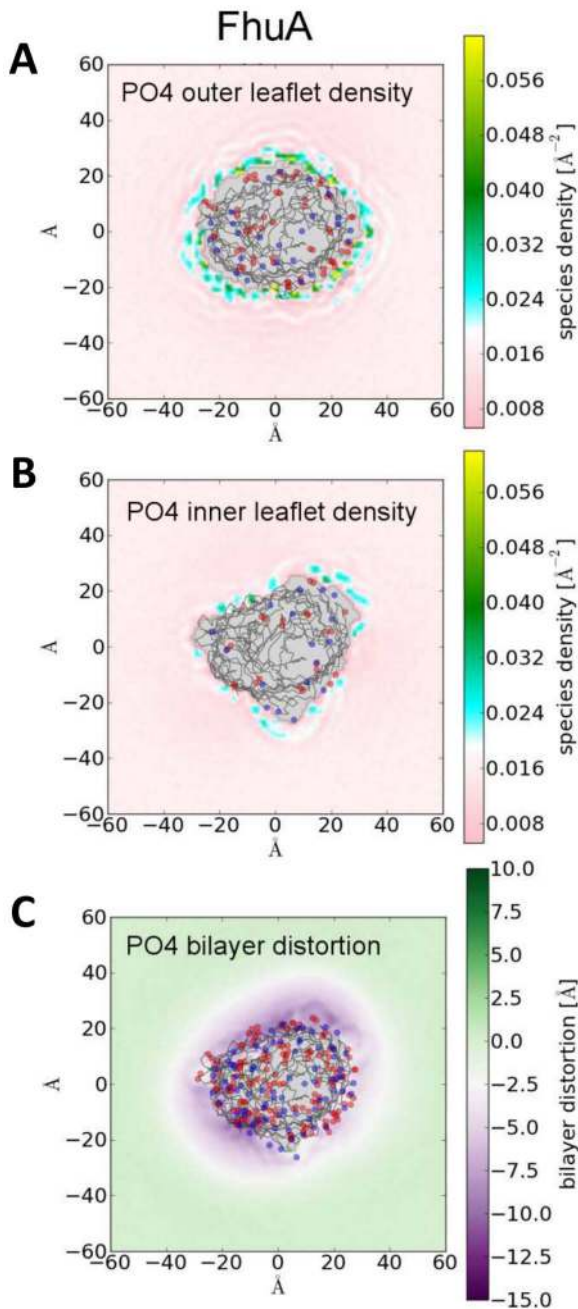 FhuA
A
PO4 outer leaflet density
60
40
20
0
−20
−40
−60
Å
−60 −40 −20 0 20 40 60
Å
0.056
0.048
0.040
0.032
0.024
0.016
0.008
species density [Å⁻²]
B
PO4 inner leaflet density
60
40
20
0
−20
−40
−60
Å
−60 −40 −20 0 20 40 60
Å
0.056
0.048
0.040
0.032
0.024
0.016
0.008
species density [Å⁻²]
C
PO4 bilayer distortion
60
40
20
0
−20
−40
−60
Å
−60 −40 −20 0 20 40 60
Å
10.0
7.5
5.0
2.5
0.0
−2.5
−5.0
−7.5
−10.0
−12.5
−15.0
bilayer distortion [Å]